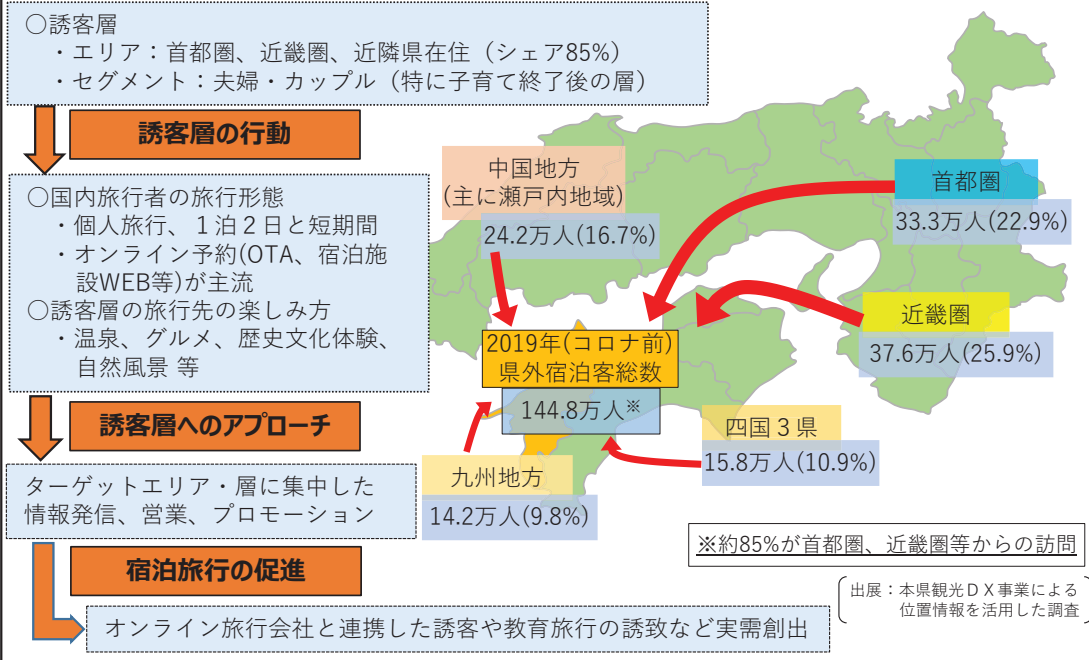 ○誘客層
・エリア：首都圏、近畿圏、近隣県在住（シェア85%）
・セグメント：夫婦・カップル（特に子育て終了後の層）
誘客層の行動
○国内旅行者の旅行形態
・個人旅行、１泊２日と短期間
・オンライン予約(OTA、宿泊施
設WEB等)が主流
○誘客層の旅行先の楽しみ方
・温泉、グルメ、歴史文化体験、
自然風景 等
誘客層へのアプローチ
ターゲットエリア・層に集中した
情報発信、営業、プロモーション
宿泊旅行の促進
オンライン旅行会社と連携した誘客や教育旅行の誘致など実需創出
中国地方
(主に瀬戸内地域)
24.2万人(16.7%)
首都圏
33.3万人(22.9%)
近畿圏
37.6万人(25.9%)
2019年(コロナ前)
県外宿泊客総数
144.8万人※
四国３県
15.8万人(10.9%)
九州地方
14.2万人(9.8%)
※約85%が首都圏、近畿圏等からの訪問
出展：本県観光ＤＸ事業による
位置情報を活用した調査